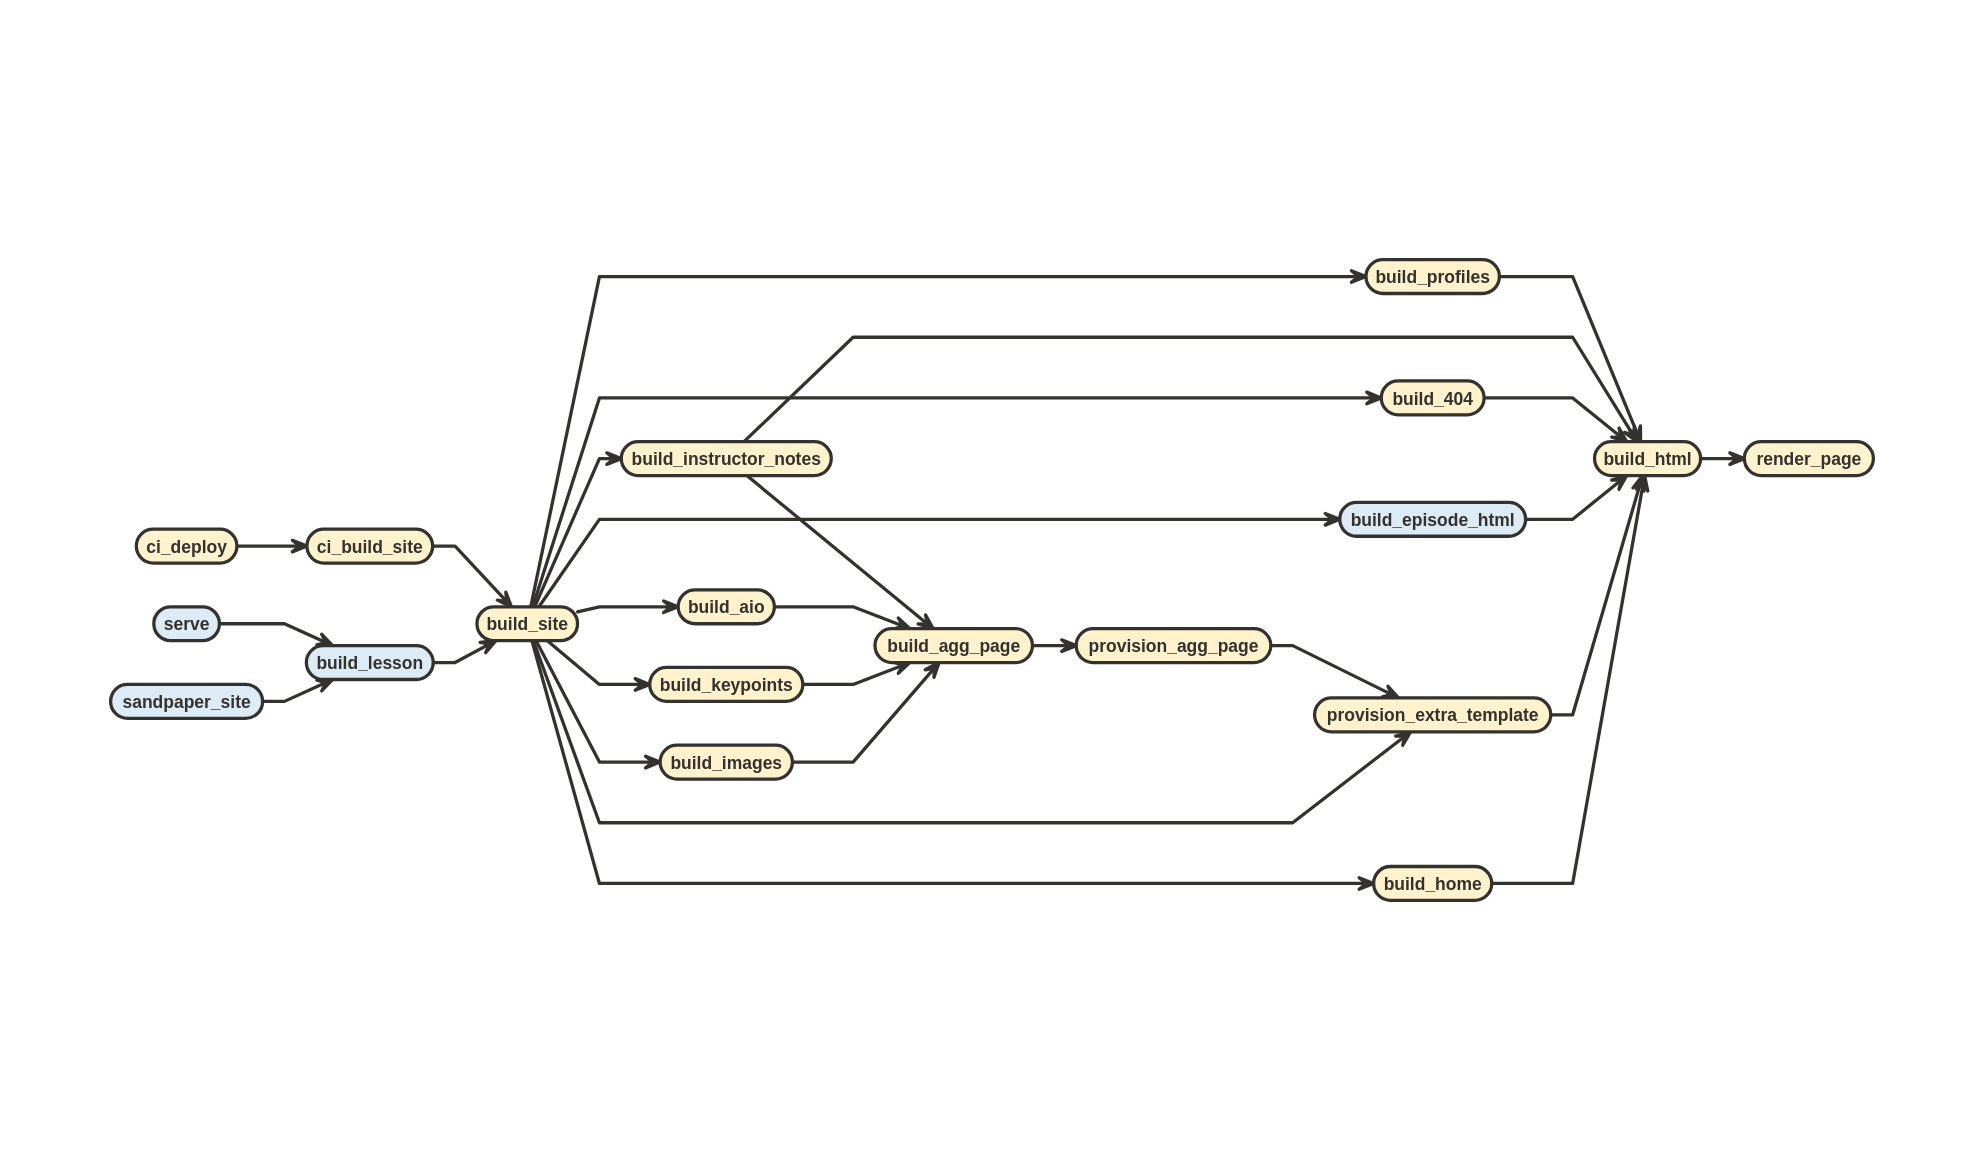 build_profiles
build_404
build_instructor_notes
build_html
render_page
build_episode_html
ci_deploy
ci_build_site
build_aio
serve
build_site
build_agg_page
provision_agg_page
build_lesson
build_keypoints
sandpaper_site
provision_extra_template
build_images
build_home